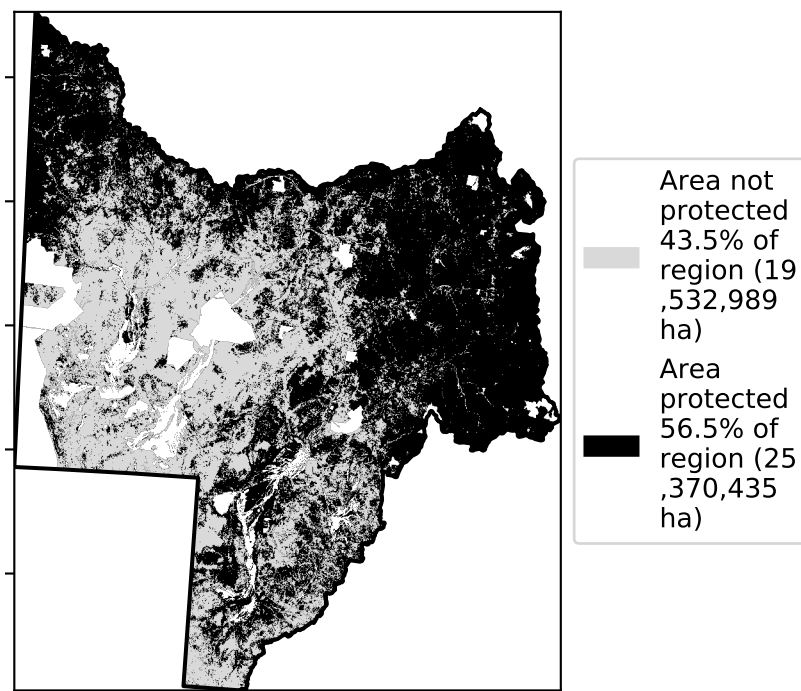 Area not
protected
43.5% of
region (19
,532,989
ha)
Area
protected
56.5% of
region (25
,370,435
ha)